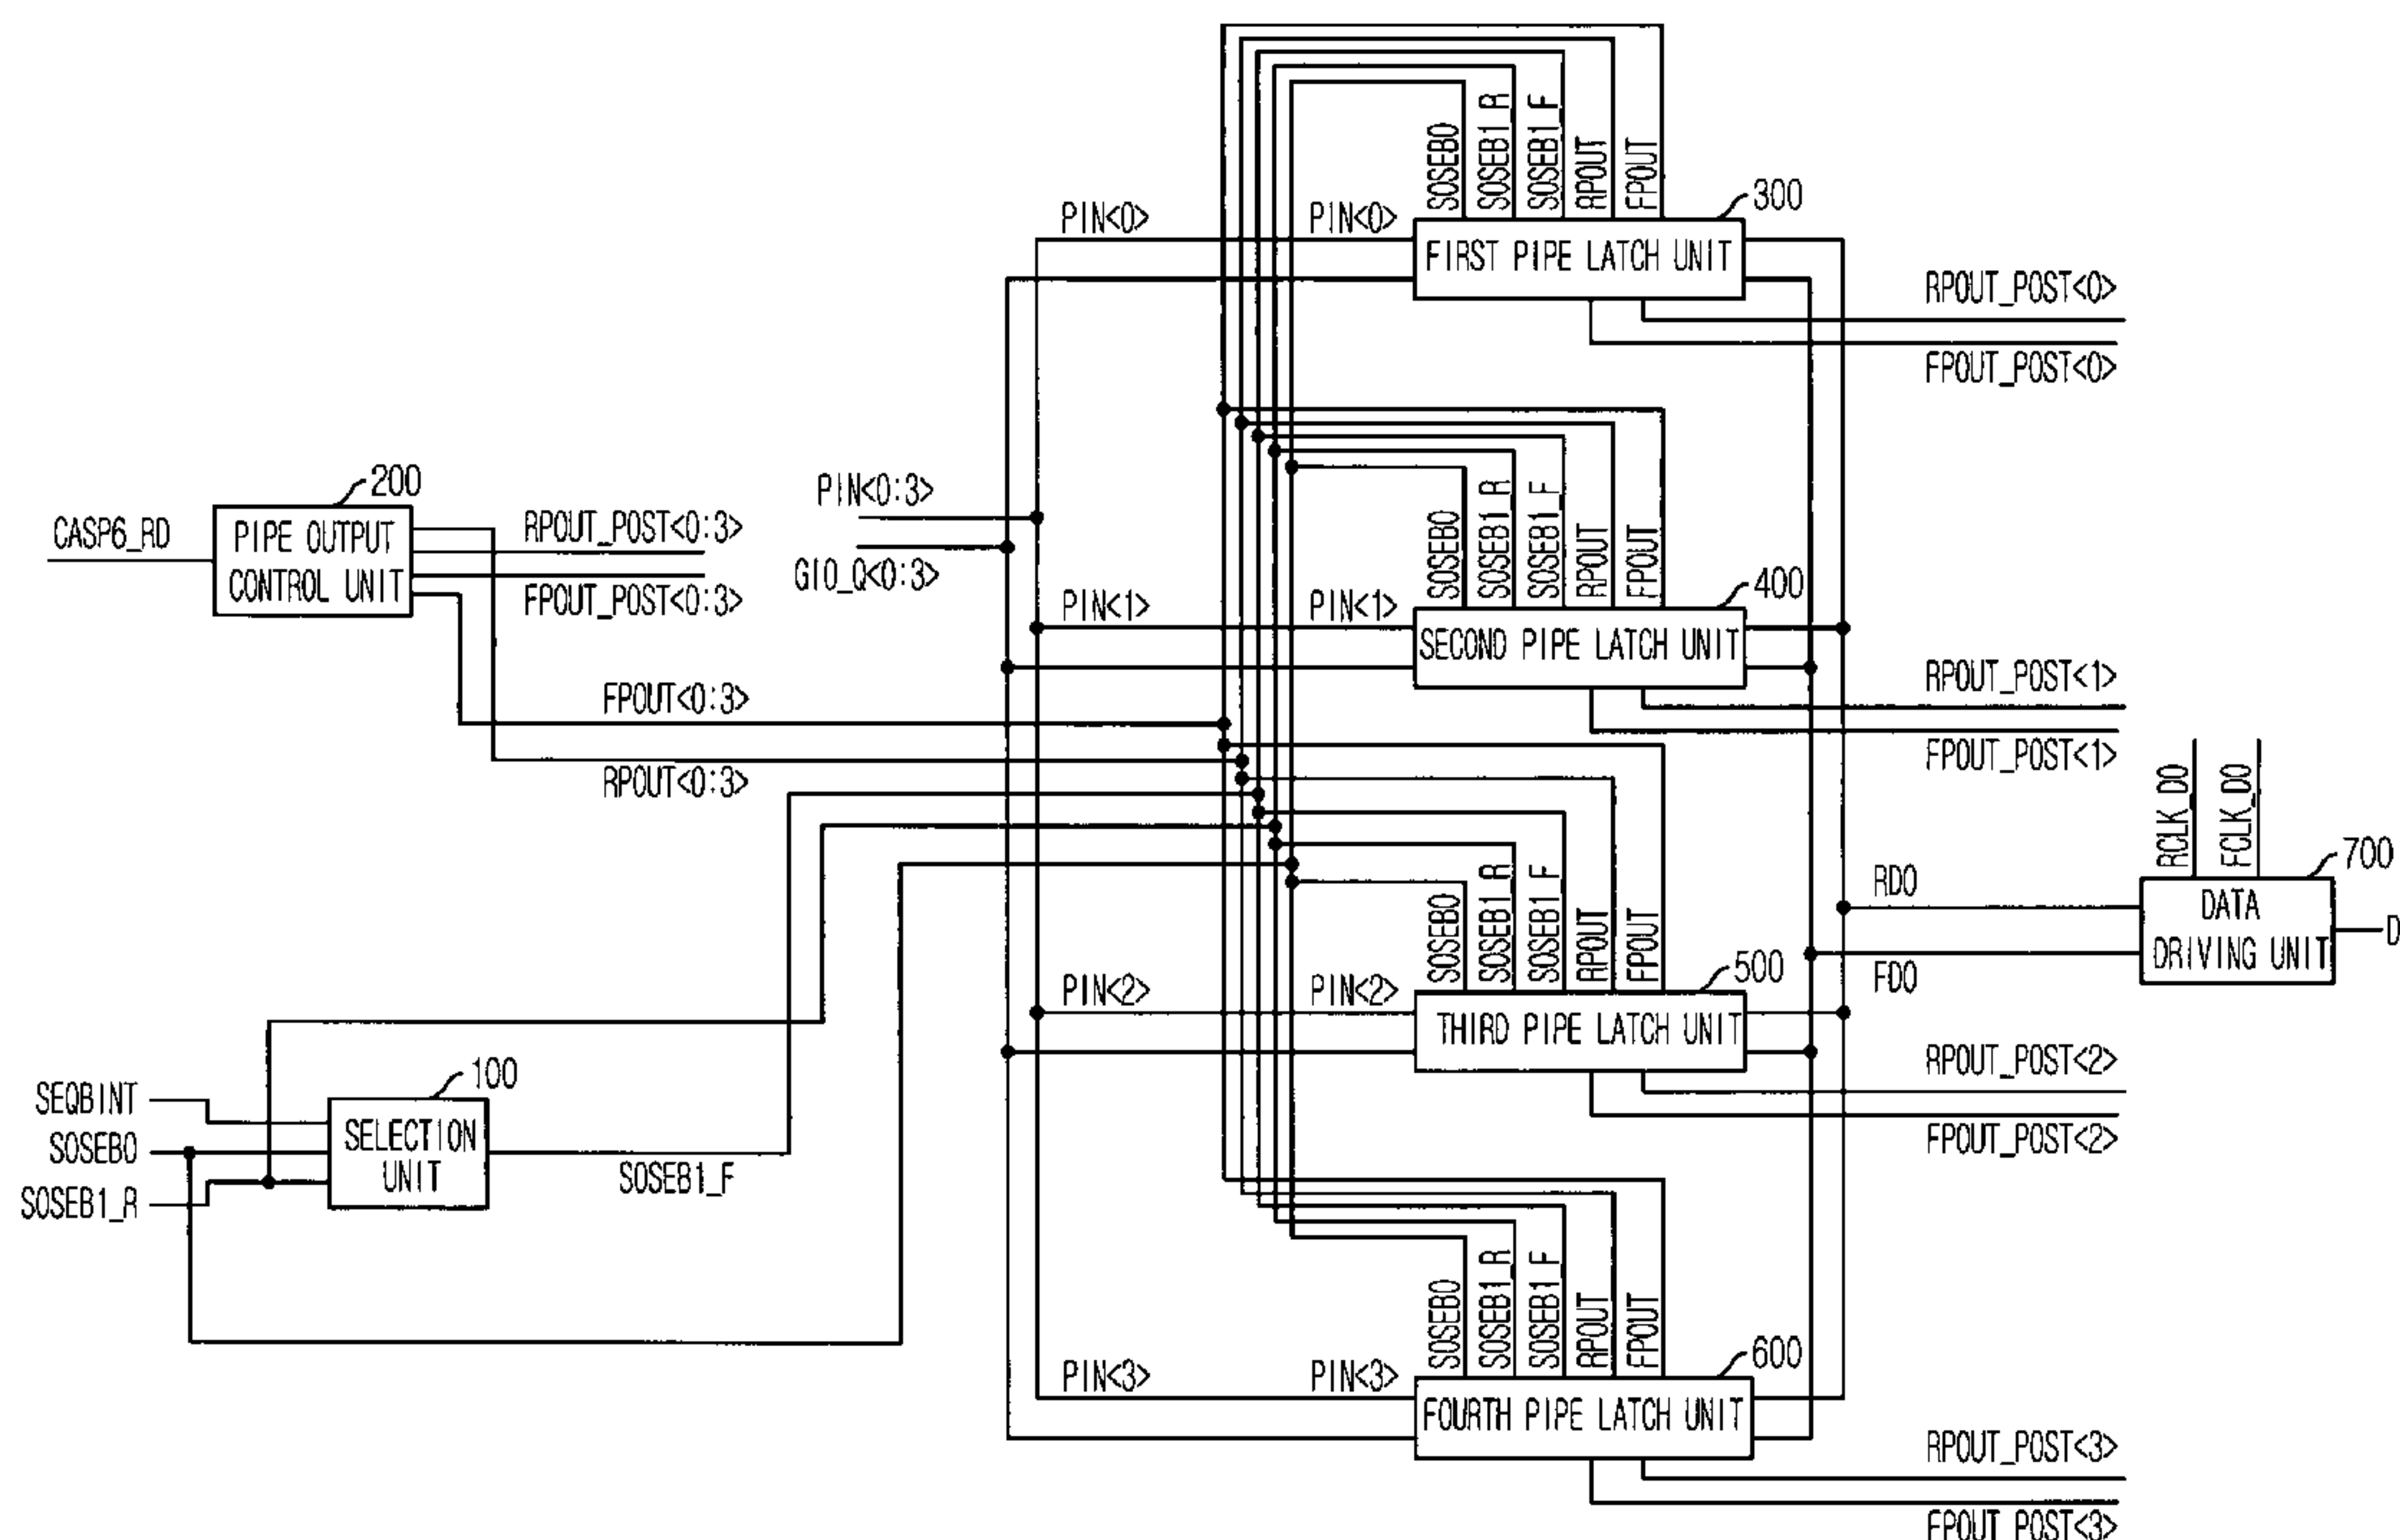 SOSEB0
SOSEB1_R
SOSEB1_F
RPOUT
FPOUT
300
PIN<0>
PIN<0>
FIRST PIPE LATCH UNIT
RPOUT_POST<0>
FPOUT_POST<0>
200
CASP6_RD
PIPE OUTPUT
CONTROL UNIT
RPOUT_POST<0:3>
FPOUT_POST<0:3>
PIN<0:3>
GIO_Q<0:3>
SOSEB0
SOSEB1_R
SOSEB1_F
RPOUT
FPOUT
400
PIN<1>
PIN<1>
SECOND PIPE LATCH UNIT
RPOUT_POST<1>
FPOUT_POST<1>
FPOUT<0:3>
RPOUT<0:3>
RCLK_DO
FCLK_DO
700
RDO
FDO
DATA
DRIVING UNIT
D
SOSEB0
SOSEB1_R
SOSEB1_F
RPOUT
FPOUT
500
PIN<2>
PIN<2>
THIRD PIPE LATCH UNIT
RPOUT_POST<2>
FPOUT_POST<2>
100
SEQBINT
SOSEB0
SOSEB1_R
SELECTION
UNIT
SOSEB1_F
SOSEB0
SOSEB1_R
SOSEB1_F
RPOUT
FPOUT
600
PIN<3>
PIN<3>
FOURTH PIPE LATCH UNIT
RPOUT_POST<3>
FPOUT_POST<3>